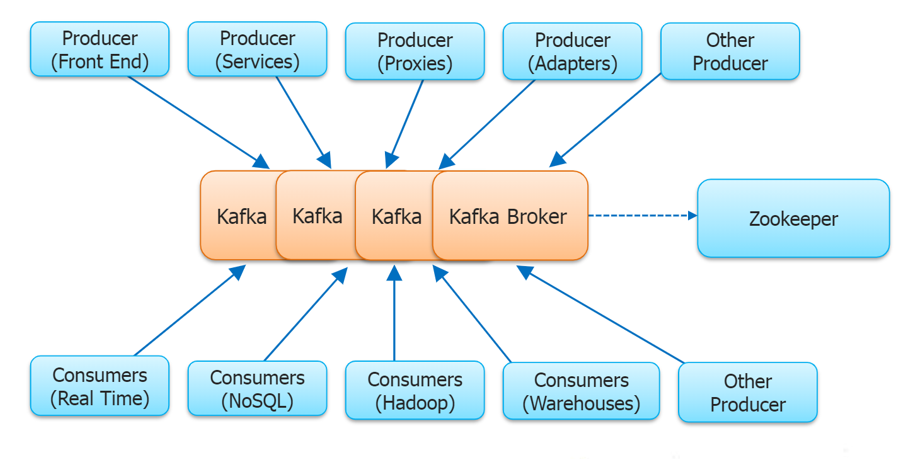 Producer
(Front End)
Producer
(Services)
Producer
(Proxies)
Producer
(Adapters)
Other
Producer
Kafka
Kafka
Kafka
Kafka Broker
Zookeeper
Consumers
(Real Time)
Consumers
(NoSQL)
Consumers
(Hadoop)
Consumers
(Warehouses)
Other
Producer